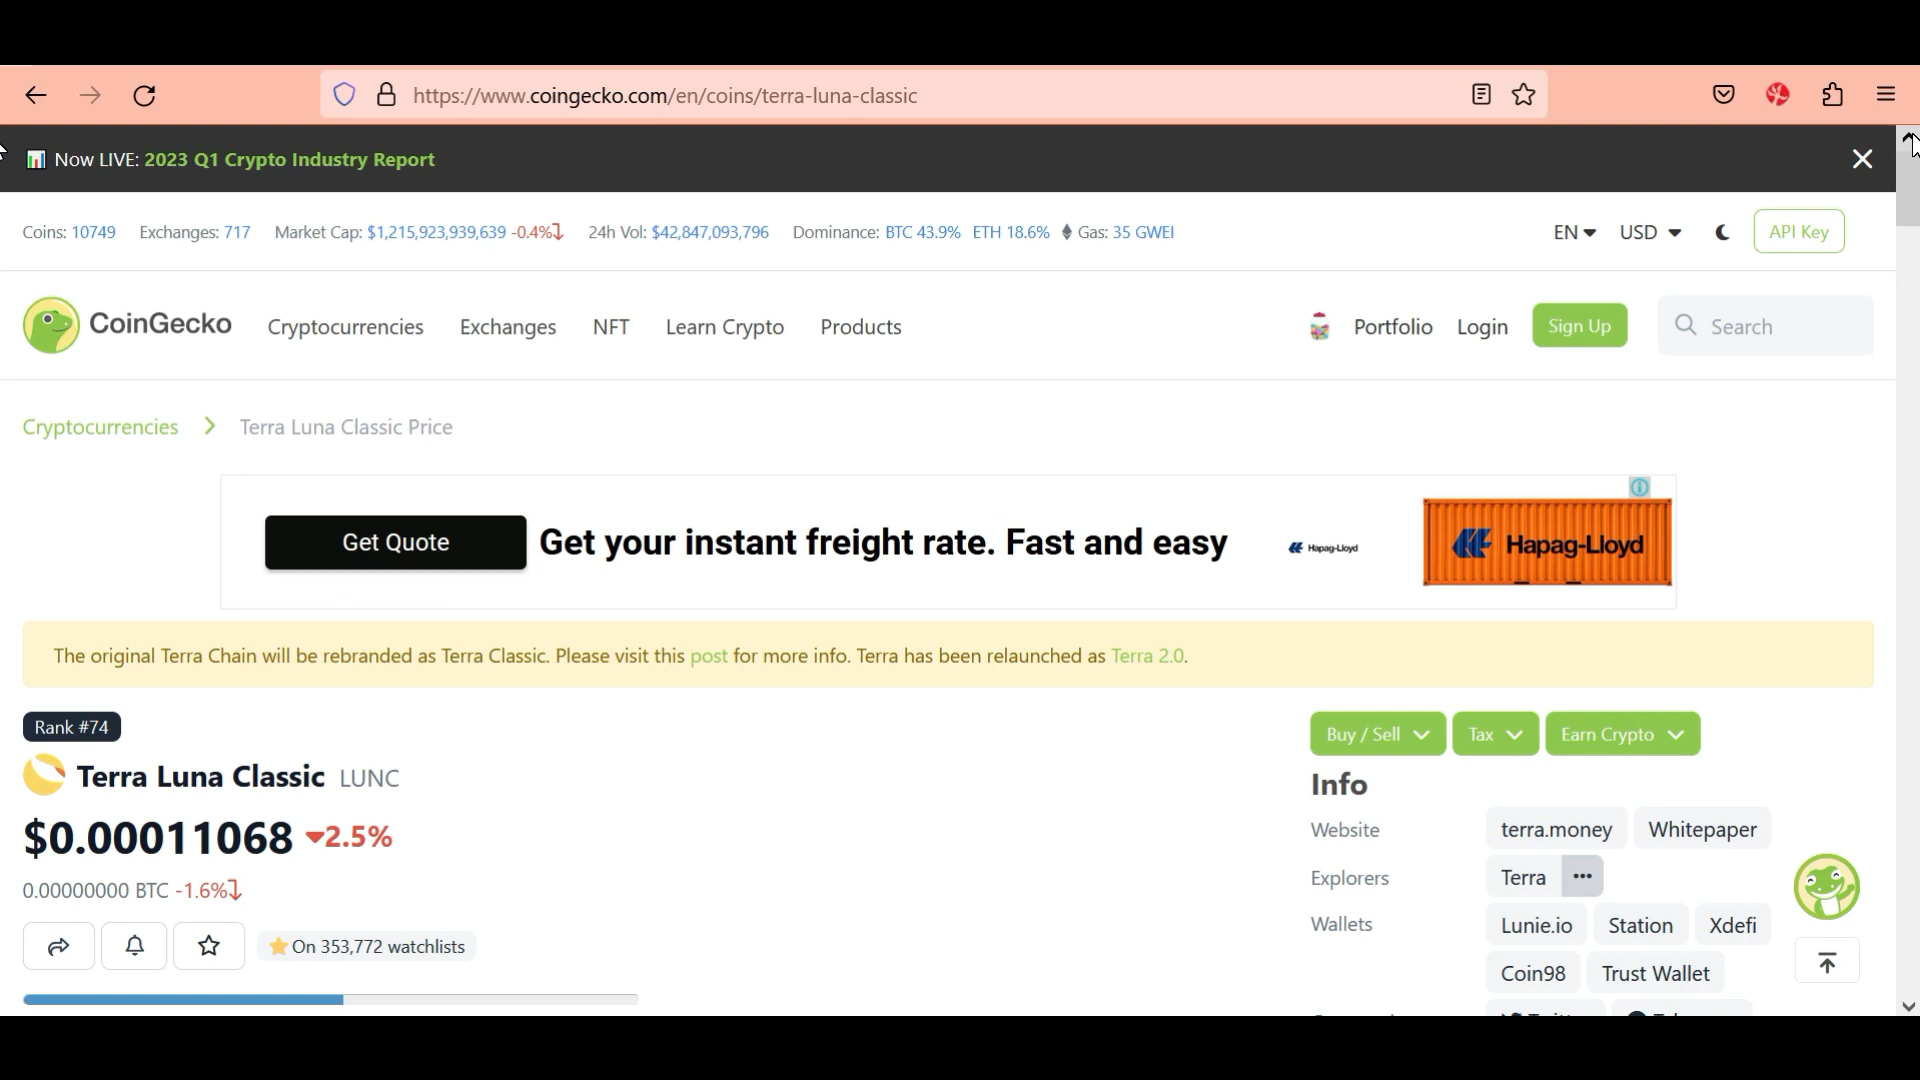 https://www.coingecko.com/en/coins/terra-luna-classic
Now LIVE: 2023 Q1 Crypto Industry Report
Coins: 10749 Exchanges: 717 Market Cap: $1,215,923,939,639 -0.4% 24h Vol: $42,847,093,796 Dominance: BTC 43.9% ETH 18.6% Gas: 35 GWEI EN USD API Key
CoinGecko Cryptocurrencies Exchanges NFT Learn Crypto Products Portfolio Login Sign Up Search
Cryptocurrencies > Terra Luna Classic Price
Get Quote Get your instant freight rate. Fast and easy Hapag-Lloyd Hapag-Lloyd
The original Terra Chain will be rebranded as Terra Classic. Please visit this post for more info. Terra has been relaunched as Terra 2.0.
Rank #74
Terra Luna Classic LUNC
$0.00011068 2.5%
0.00000000 BTC -1.6%
On 353,772 watchlists
Buy / Sell Tax Earn Crypto
Info
Website terra.money Whitepaper
Explorers Terra •••
Wallets Lunie.io Station Xdefi
Coin98 Trust Wallet